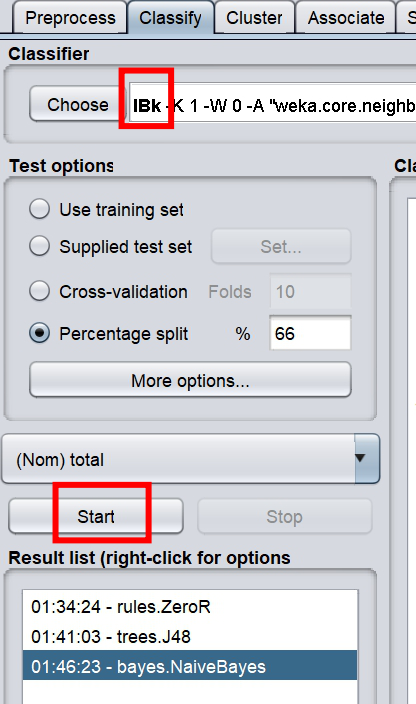 Preprocess Classify Cluster Associate S
Classifier
Choose IBk -K 1 -W 0 -A "weka.core.neighb
Test options Cla
Use training set
Supplied test set Set...
Cross-validation Folds 10
Percentage split % 66
More options...
(Nom) total
Start Stop
Result list (right-click for options
01:34:24 - rules.ZeroR
01:41:03 - trees.J48
01:46:23 - bayes.NaiveBayes